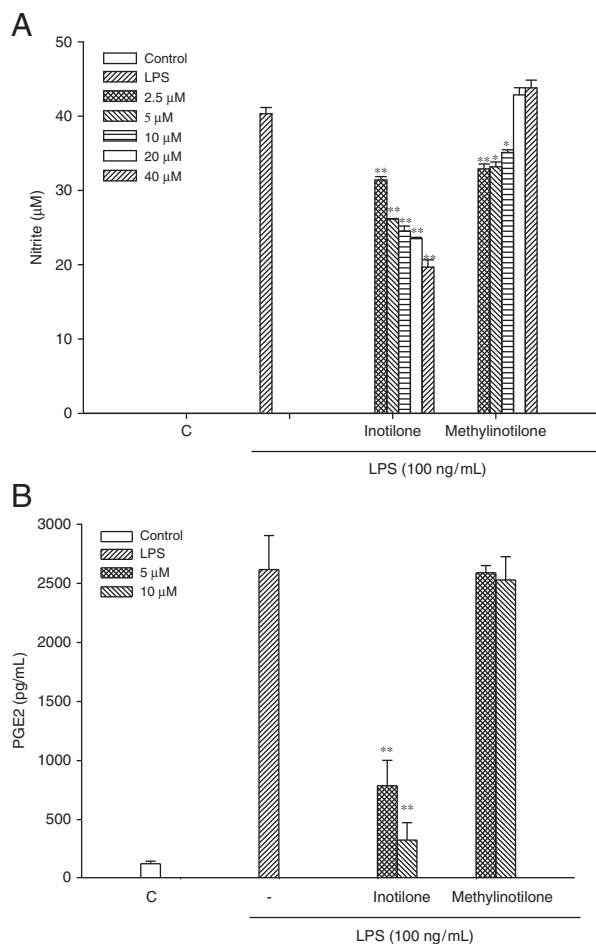 A
50
40
30
20
10
0
Nitrite (μM)
Control
LPS
2.5 μM
5 μM
10 μM
20 μM
40 μM
**
**
**
**
**
**
*
*
C
Inotilone
Methylinotilone
LPS (100 ng/mL)
B
3000
2500
2000
1500
1000
500
0
PGE2 (pg/mL)
Control
LPS
5 μM
10 μM
**
**
C
-
Inotilone
Methylinotilone
LPS (100 ng/mL)